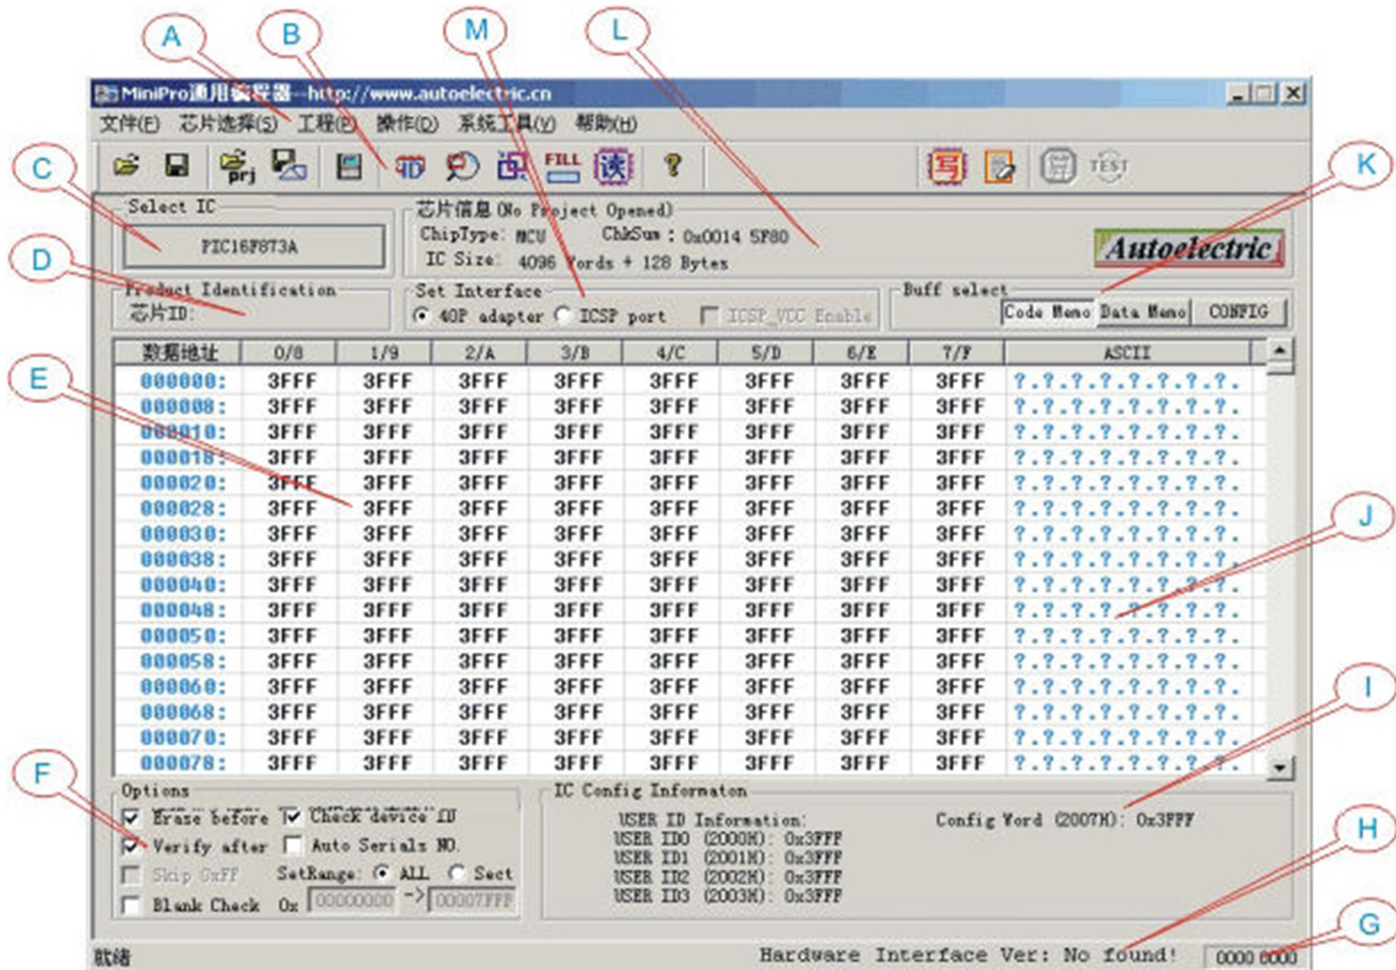 A B M L
MiniPro通用编程器--http://www.autoelectric.cn
文件(F) 芯片选择(S) 工程(P) 操作(O) 系统工具(V) 帮助(H)
prj ID FILL 读 ? 写 TEST
C
K
Select IC
PIC16F873A
芯片信息(No Project Opened)
ChipType: MCU ChkSum : 0x0014 5F80
IC Size: 4096 Words + 128 Bytes
Autoelectric
D
Product Identification
芯片ID:
Set Interface
40P adapter ICSP port ICSP_VCC Enable
Buff select
Code Memo Data Memo CONFIG
数据地址 0/8 1/9 2/A 3/B 4/C 5/D 6/E 7/F ASCII
000000: 3FFF 3FFF 3FFF 3FFF 3FFF 3FFF 3FFF 3FFF ?.?.?.?.?.?.?.?.
E
000008: 3FFF 3FFF 3FFF 3FFF 3FFF 3FFF 3FFF 3FFF ?.?.?.?.?.?.?.?.
000010: 3FFF 3FFF 3FFF 3FFF 3FFF 3FFF 3FFF 3FFF ?.?.?.?.?.?.?.?.
000018: 3FFF 3FFF 3FFF 3FFF 3FFF 3FFF 3FFF 3FFF ?.?.?.?.?.?.?.?.
000020: 3FFF 3FFF 3FFF 3FFF 3FFF 3FFF 3FFF 3FFF ?.?.?.?.?.?.?.?.
000028: 3FFF 3FFF 3FFF 3FFF 3FFF 3FFF 3FFF 3FFF ?.?.?.?.?.?.?.?.
J
000030: 3FFF 3FFF 3FFF 3FFF 3FFF 3FFF 3FFF 3FFF ?.?.?.?.?.?.?.?.
000038: 3FFF 3FFF 3FFF 3FFF 3FFF 3FFF 3FFF 3FFF ?.?.?.?.?.?.?.?.
000040: 3FFF 3FFF 3FFF 3FFF 3FFF 3FFF 3FFF 3FFF ?.?.?.?.?.?.?.?.
000048: 3FFF 3FFF 3FFF 3FFF 3FFF 3FFF 3FFF 3FFF ?.?.?.?.?.?.?.?.
000050: 3FFF 3FFF 3FFF 3FFF 3FFF 3FFF 3FFF 3FFF ?.?.?.?.?.?.?.?.
000058: 3FFF 3FFF 3FFF 3FFF 3FFF 3FFF 3FFF 3FFF ?.?.?.?.?.?.?.?.
000060: 3FFF 3FFF 3FFF 3FFF 3FFF 3FFF 3FFF 3FFF ?.?.?.?.?.?.?.?.
I
000068: 3FFF 3FFF 3FFF 3FFF 3FFF 3FFF 3FFF 3FFF ?.?.?.?.?.?.?.?.
000070: 3FFF 3FFF 3FFF 3FFF 3FFF 3FFF 3FFF 3FFF ?.?.?.?.?.?.?.?.
000078: 3FFF 3FFF 3FFF 3FFF 3FFF 3FFF 3FFF 3FFF ?.?.?.?.?.?.?.?.
F
Options
Erase before Check device ID
Verify after Auto Serials NO.
Skip 0xFF SetRange: ALL Sect
Blank Check 0x 00000000 -> 00007FFF
IC Config Informaton
USER ID Information:
USER ID0 (2000H): 0x3FFF
USER ID1 (2001H): 0x3FFF
USER ID2 (2002H): 0x3FFF
USER ID3 (2003H): 0x3FFF
Config Word (2007H): 0x3FFF
H
G
就绪 Hardware Interface Ver: No found! 0000 0000